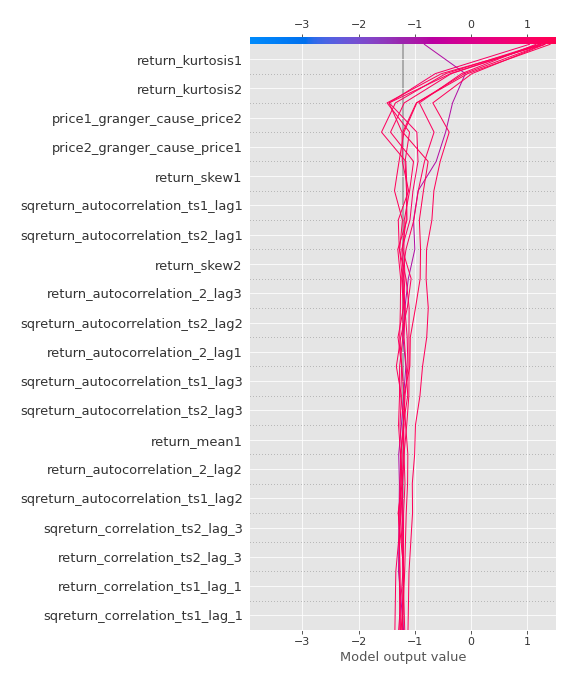 −3 −2 −1 0 1
return_kurtosis1
return_kurtosis2
price1_granger_cause_price2
price2_granger_cause_price1
return_skew1
sqreturn_autocorrelation_ts1_lag1
sqreturn_autocorrelation_ts2_lag1
return_skew2
return_autocorrelation_2_lag3
sqreturn_autocorrelation_ts2_lag2
return_autocorrelation_2_lag1
sqreturn_autocorrelation_ts1_lag3
sqreturn_autocorrelation_ts2_lag3
return_mean1
return_autocorrelation_2_lag2
sqreturn_autocorrelation_ts1_lag2
sqreturn_correlation_ts2_lag_3
return_correlation_ts2_lag_3
return_correlation_ts1_lag_1
sqreturn_correlation_ts1_lag_1
−3 −2 −1 0 1
Model output value